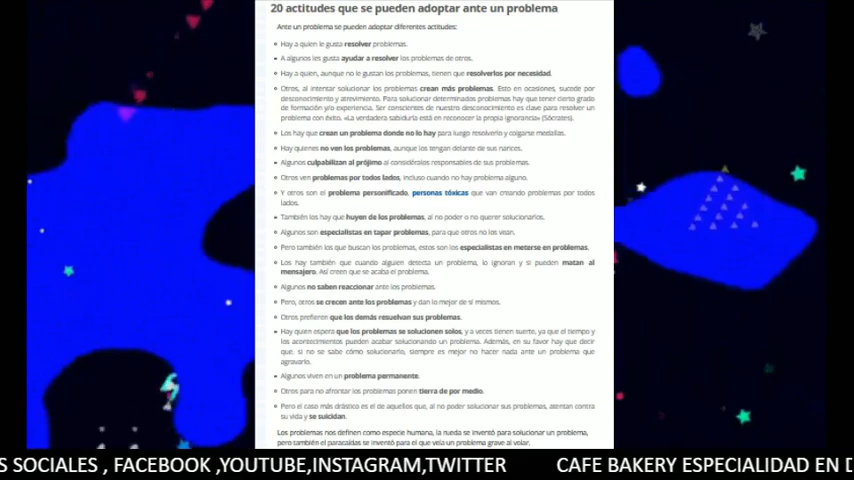 20 actitudes que se pueden adoptar ante un problema
Ante un problema se pueden adoptar diferentes actitudes:
Hay a quien le gusta resolver problemas.
A algunos les gusta ayudar a resolver los problemas de otros.
Hay a quién, aunque no le gustan los problemas, tienen que resolverlos por necesidad.
Otros, al intentar solucionar los problemas crean más problemas. Esto en ocasiones, sucede por
desconocimiento y atrevimiento. Para solucionar determinados problemas hay que tener cierto grado
de formación y/o experiencia. Ser conscientes de nuestro desconocimiento es clave para resolver un
problema con éxito. «La verdadera sabiduría está en reconocer la propia ignorancia» (Sócrates).
Los hay que crean un problema donde no lo hay para luego resolverlo y colgarse medallas.
Hay quienes no ven los problemas, aunque los tengan delante de sus narices.
Algunos culpabilizan al prójimo al considéralos responsables de sus problemas.
Otros ven problemas por todos lados, incluso cuando no hay problema alguno.
Y otros son el problema personificado, personas tóxicas que van creando problemas por todos
lados.
También los hay que huyen de los problemas, al no poder o no querer solucionarlos.
Algunos son especialistas en tapar problemas, para que otros no los vean.
Pero también los que buscan los problemas, estos son los especialistas en meterse en problemas.
Los hay también que cuando alguien detecta un problema, lo ignoran y si pueden matan al
mensajero. Así creen que se acaba el problema.
Algunos no saben reaccionar ante los problemas.
Pero, otros se crecen ante los problemas y dan lo mejor de sí mismos.
Otros prefieren que los demás resuelvan sus problemas.
Hay quien espera que los problemas se solucionen solos, y a veces tienen suerte, ya que el tiempo y
los acontecimientos pueden acabar solucionando un problema. Además, en su favor hay que decir
que, si no se sabe cómo solucionarlo, siempre es mejor no hacer nada ante un problema que
agravarlo.
Algunos viven en un problema permanente.
Otros para no afrontar los problemas ponen tierra de por medio.
Pero el caso más drástico es el de aquellos que, al no poder solucionar sus problemas, atentan contra
su vida y se suicidan.
Los problemas nos definen como especie humana, la rueda se inventó para solucionar un problema,
pero también el paracaídas se inventó para el que veía un problema grave al volar.
S SOCIALES , FACEBOOK ,YOUTUBE,INSTAGRAM,TWITTER CAFE BAKERY ESPECIALIDAD EN